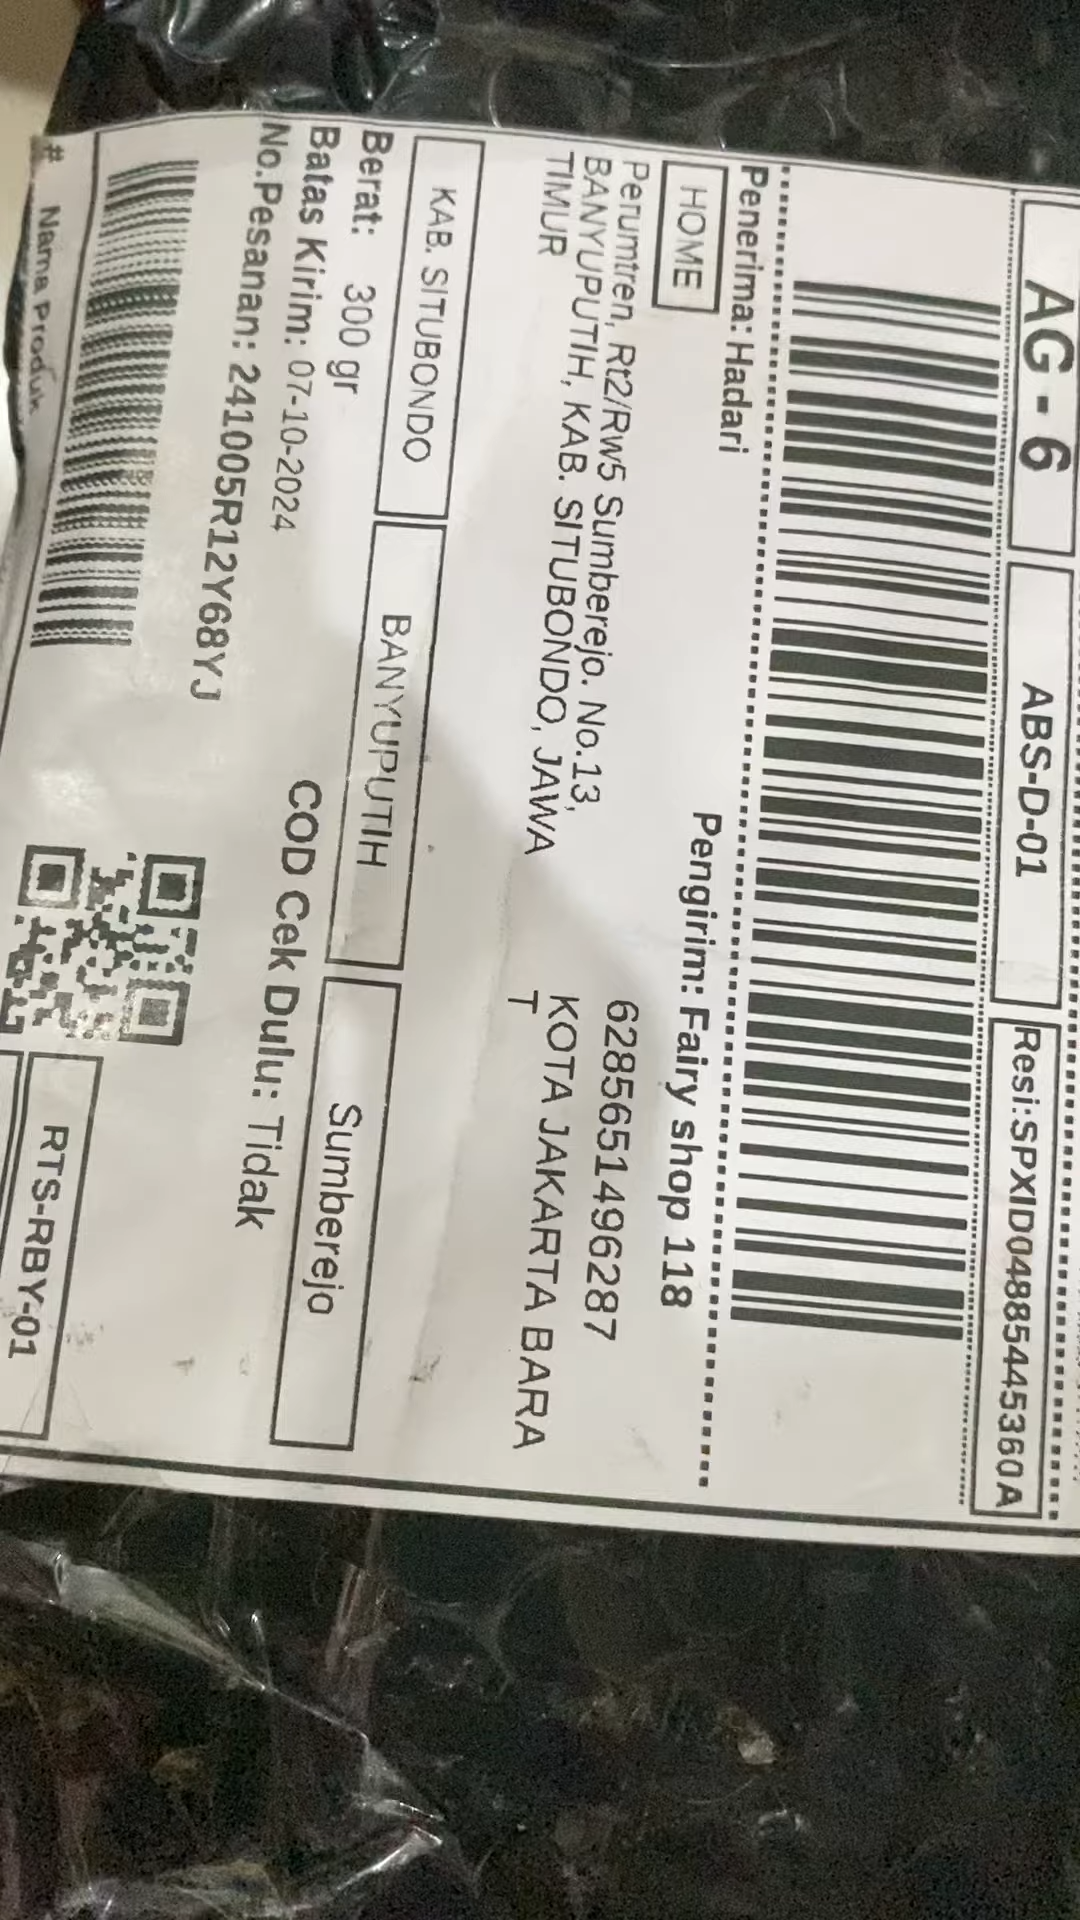 AG - 6
ABS-D-01
Resi:SPXID04885445360A
Penerima: Hadari
Pengirim: Fairy shop 118
HOME
6285651496287
Perumtren, Rt2/Rw5 Sumberejo. No.13,
KOTA JAKARTA BARA
BANYUPUTIH, KAB. SITUBONDO, JAWA
T
TIMUR
KAB. SITUBONDO
BANYUPUTIH
Sumberejo
Berat: 300 gr
COD Cek Dulu: Tidak
Batas Kirim: 07-10-2024
No.Pesanan: 241005R12Y68YJ
RTS-RBY-01
# Nama Produk